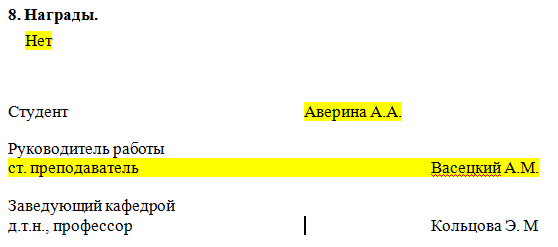 8. Награды.
Нет
Студент Аверина А.А.
Руководитель работы
ст. преподаватель Васецкий А.М.
Заведующий кафедрой
д.т.н., профессор Кольцова Э. М